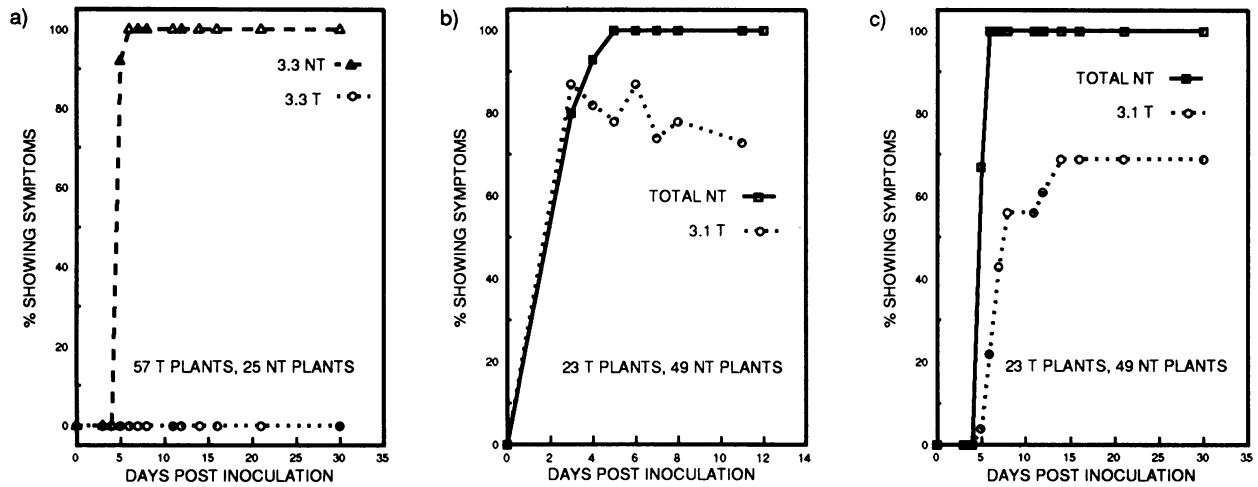 a)
% SHOWING SYMPTOMS
100
80
60
40
20
0
3.3 NT
3.3 T
57 T PLANTS, 25 NT PLANTS
0 5 10 15 20 25 30 35
DAYS POST INOCULATION
b)
% SHOWING SYMPTOMS
100
80
60
40
20
0
TOTAL NT
3.1 T
23 T PLANTS, 49 NT PLANTS
0 2 4 6 8 10 12 14
DAYS POST INOCULATION
c)
% SHOWING SYMPTOMS
100
80
60
40
20
0
TOTAL NT
3.1 T
23 T PLANTS, 49 NT PLANTS
0 5 10 15 20 25 30 35
DAYS POST INOCULATION